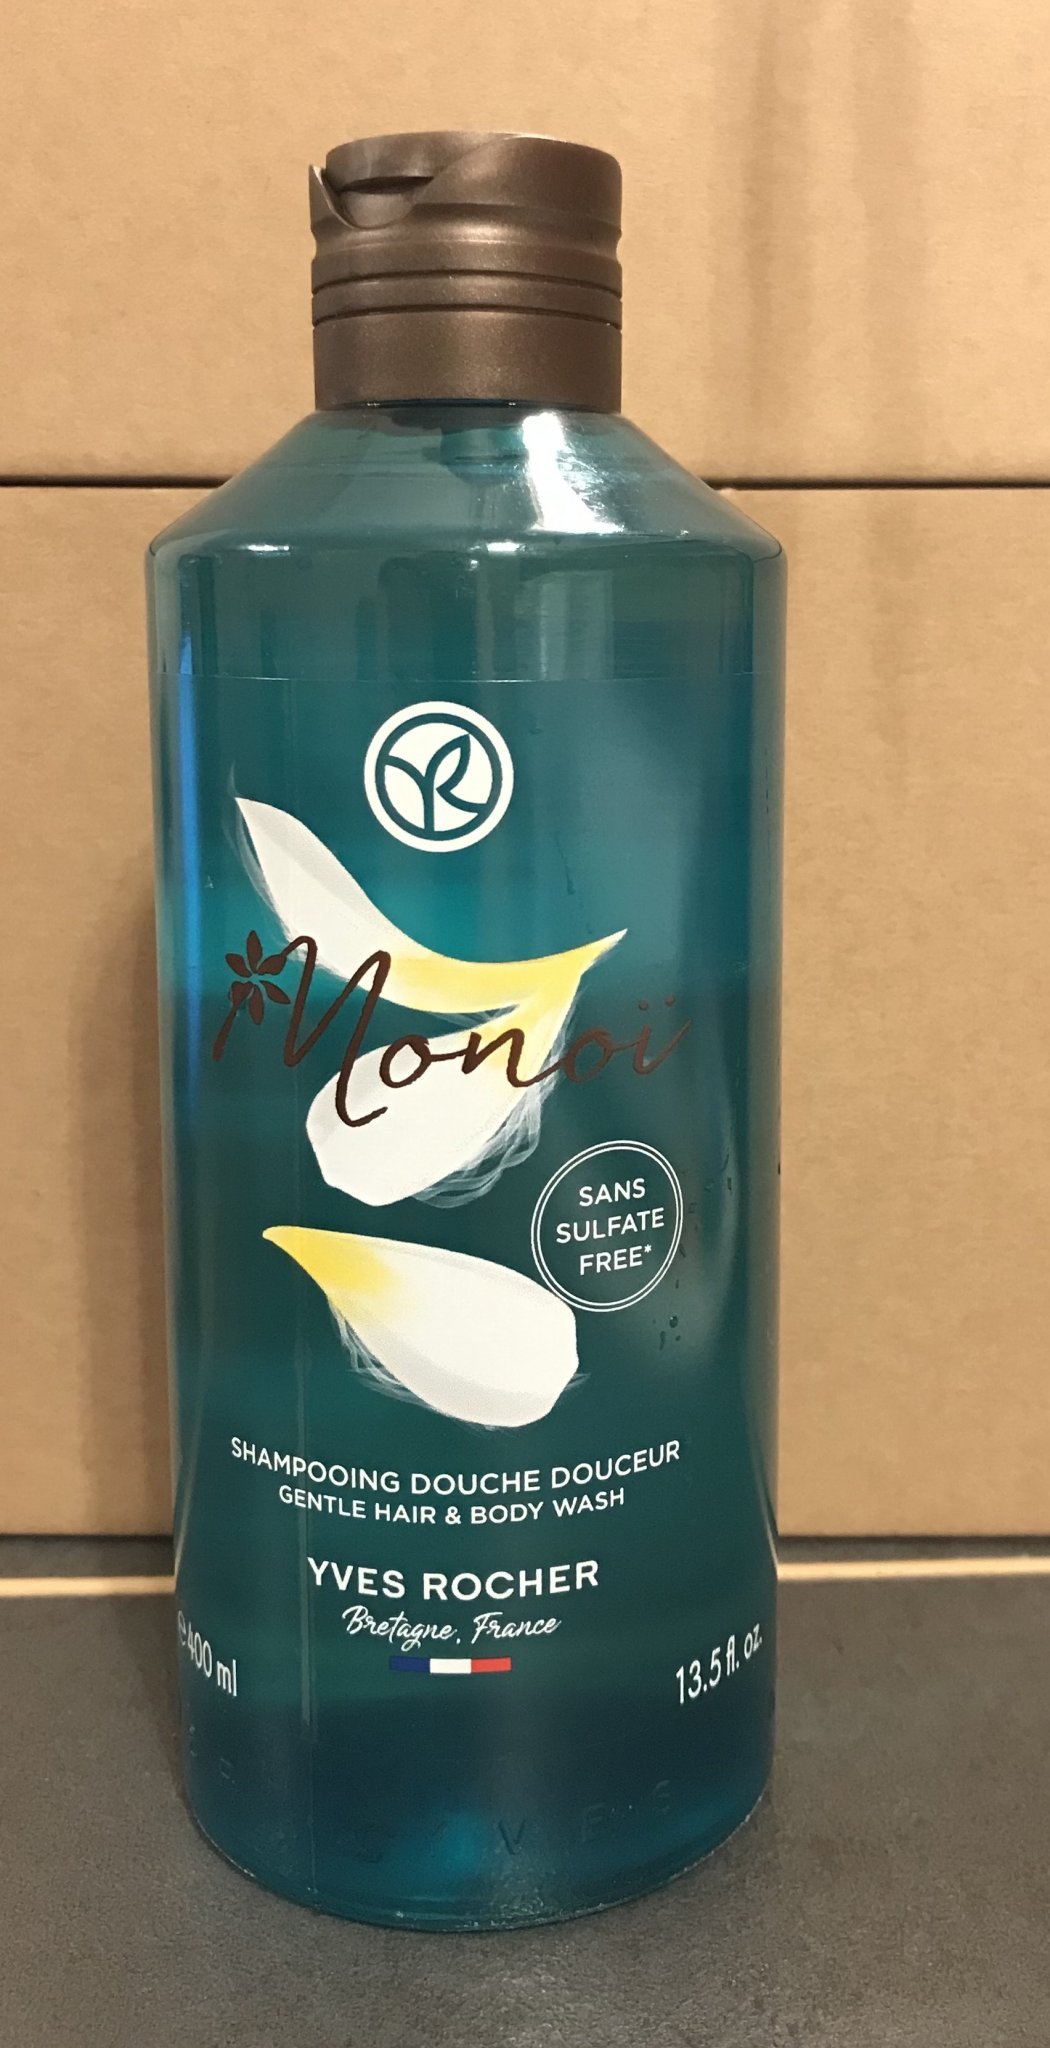 YR
Monoï
SANS
SULFATE
FREE*
SHAMPOOING DOUCHE DOUCEUR
GENTLE HAIR & BODY WASH
YVES ROCHER
Bretagne, France
℮400 ml
13.5 fl. oz.